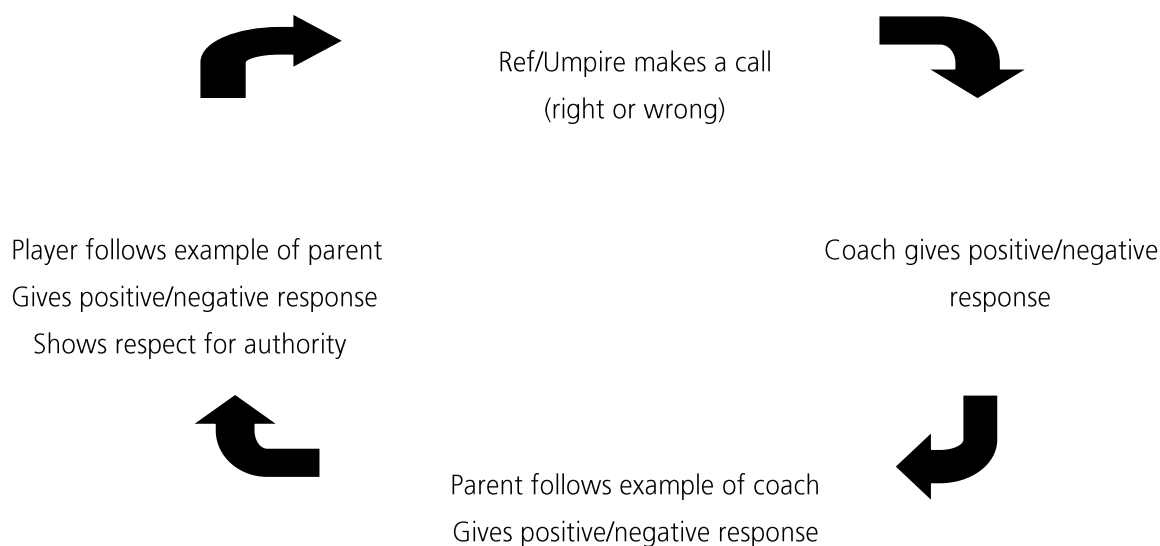 Ref/Umpire makes a call
(right or wrong)
Coach gives positive/negative
response
Parent follows example of coach
Gives positive/negative response
Player follows example of parent
Gives positive/negative response
Shows respect for authority